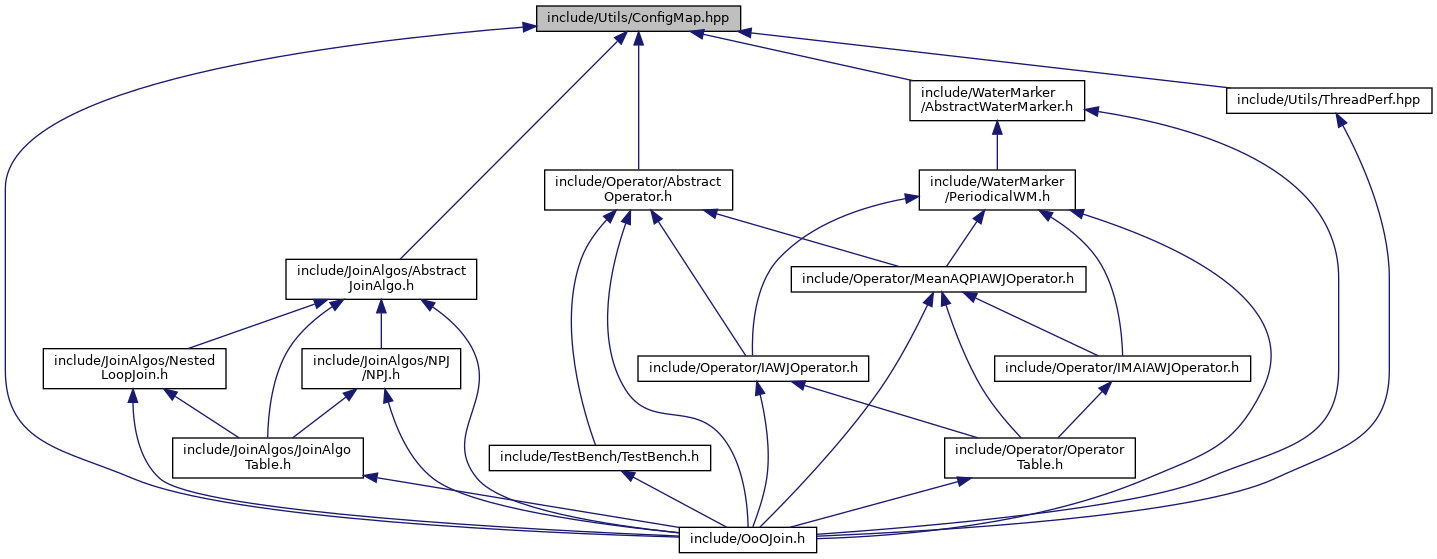 include/Utils/ConfigMap.hpp
include/WaterMarker
/AbstractWaterMarker.h
include/Utils/ThreadPerf.hpp
include/Operator/Abstract
Operator.h
include/WaterMarker
/PeriodicalWM.h
include/JoinAlgos/Abstract
JoinAlgo.h
include/Operator/MeanAQPIAWJOperator.h
include/JoinAlgos/Nested
LoopJoin.h
include/JoinAlgos/NPJ
/NPJ.h
include/Operator/IAWJOperator.h
include/Operator/IMAIAWJOperator.h
include/JoinAlgos/JoinAlgo
Table.h
include/TestBench/TestBench.h
include/Operator/Operator
Table.h
include/OoOJoin.h